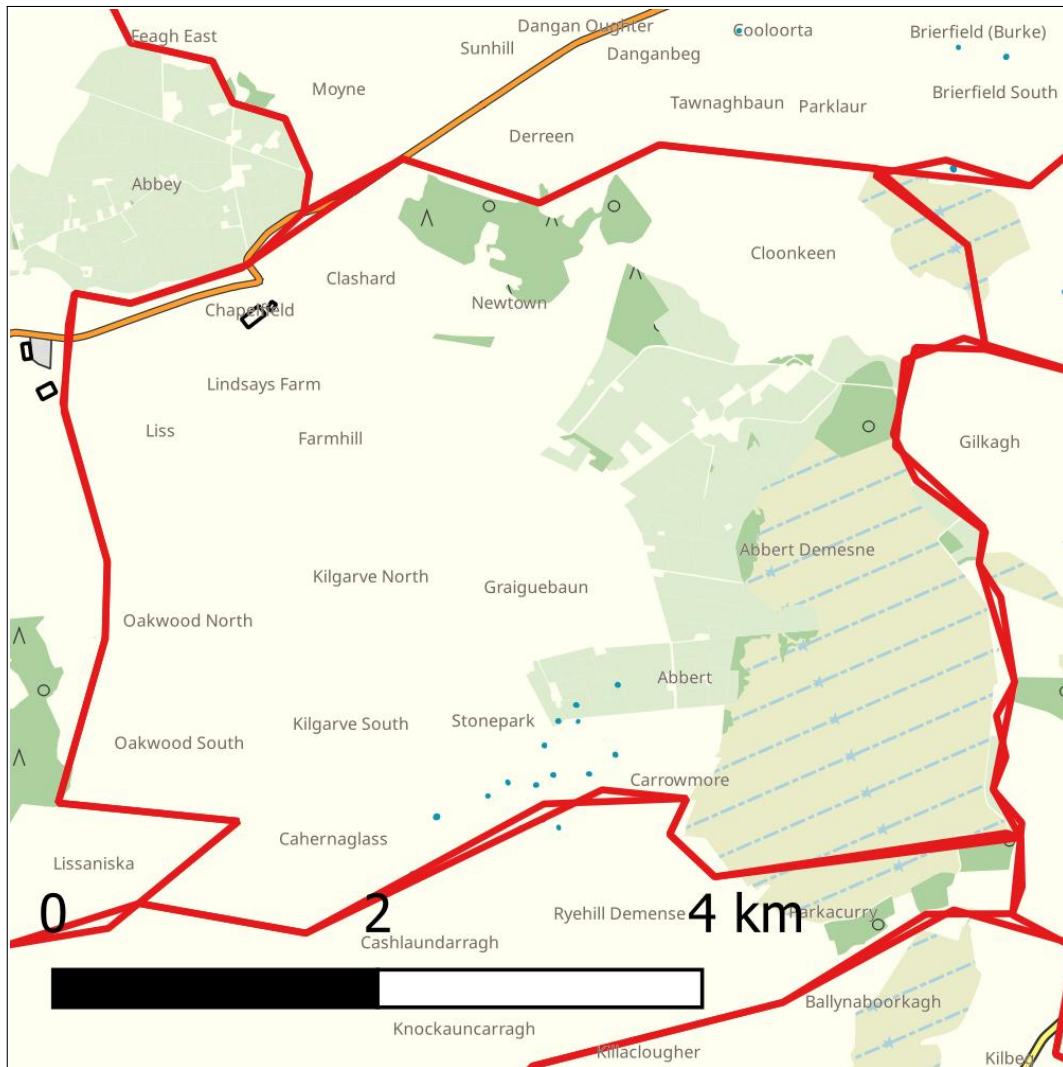 Feagh East
Dangan Oughter
Cooloorta
Brierfield (Burke)
Sunhill
Danganbeg
Moyne
Brierfield South
Tawnaghbaun
Parklaur
Derreen
Abbey
Cloonkeen
Clashard
Newtown
Chapelfield
Lindsays Farm
Liss
Farmhill
Gilkagh
Abbert Demesne
Kilgarve North
Graiguebaun
Oakwood North
Abbert
Kilgarve South
Stonepark
Oakwood South
Carrowmore
Cahernaglass
Lissaniska
0
2
4 km
Ryehill Demense
Parkacurry
Cashlaundarragh
Ballynaboorkagh
Knockauncarragh
Killaclougher
Kilbeg